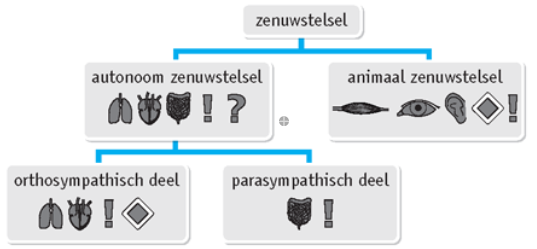 zenuwstelsel
autonoom zenuwstelsel
! ?
animaal zenuwstelsel
!
orthosympathisch deel
!
parasympathisch deel
!